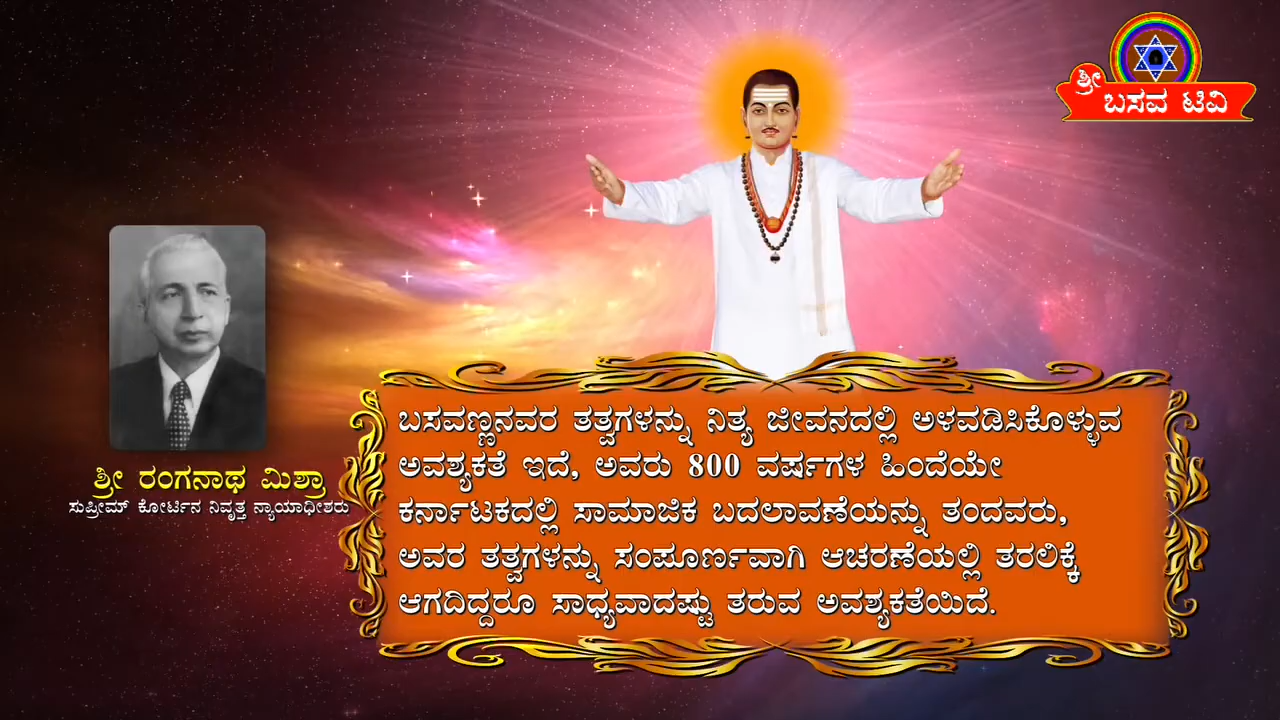 ಶ್ರೀ
ಬಸವ ಟಿವಿ
ಬಸವಣ್ಣನವರ ತತ್ವಗಳನ್ನು ನಿತ್ಯ ಜೀವನದಲ್ಲಿ ಅಳವಡಿಸಿಕೊಳ್ಳುವ
ಅವಶ್ಯಕತೆ ಇದೆ, ಅವರು 800 ವರ್ಷಗಳ ಹಿಂದೆಯೇ
ಕರ್ನಾಟಕದಲ್ಲಿ ಸಾಮಾಜಿಕ ಬದಲಾವಣೆಯನ್ನು ತಂದವರು,
ಅವರ ತತ್ವಗಳನ್ನು ಸಂಪೂರ್ಣವಾಗಿ ಆಚರಣೆಯಲ್ಲಿ ತರಲಿಕ್ಕೆ
ಆಗದಿದ್ದರೂ ಸಾಧ್ಯವಾದಷ್ಟು ತರುವ ಅವಶ್ಯಕತೆಯಿದೆ.
ಶ್ರೀ ರಂಗನಾಥ ಮಿಶ್ರಾ
ಸುಪ್ರೀಮ್ ಕೋರ್ಟಿನ ನಿವೃತ್ತ ನ್ಯಾಯಾಧೀಶರು